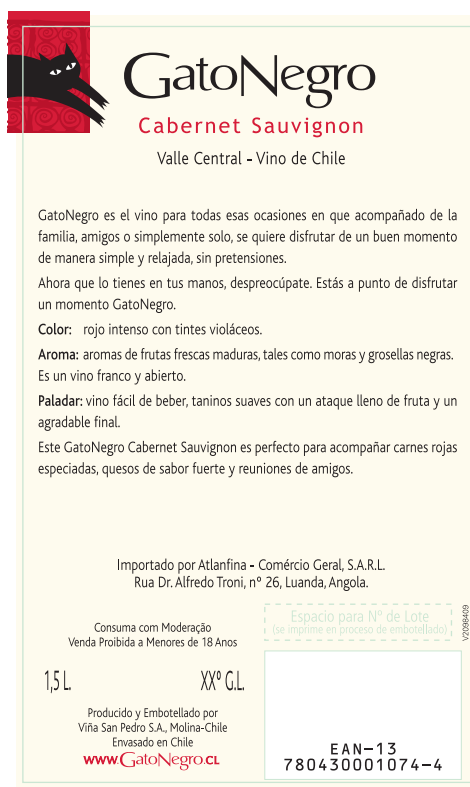 GatoNegro
Cabernet Sauvignon
Valle Central - Vino de Chile
GatoNegro es el vino para todas esas ocasiones en que acompañado de la
familia, amigos o simplemente solo, se quiere disfrutar de un buen momento
de manera simple y relajada, sin pretensiones.
Ahora que lo tienes en tus manos, despreocúpate. Estás a punto de disfrutar
un momento GatoNegro.
Color: rojo intenso con tintes violáceos.
Aroma: aromas de frutas frescas maduras, tales como moras y grosellas negras.
Es un vino franco y abierto.
Paladar: vino fácil de beber, taninos suaves con un ataque lleno de fruta y un
agradable final.
Este GatoNegro Cabernet Sauvignon es perfecto para acompañar carnes rojas
especiadas, quesos de sabor fuerte y reuniones de amigos.
Importado por Atlanfina - Comércio Geral, S.A.R.L.
Rua Dr. Alfredo Troni, nº 26, Luanda, Angola.
Espacio para Nº de Lote
(se imprime en proceso de embotellado)
V2098409
Consuma com Moderação
Venda Proibida a Menores de 18 Anos
1,5 L. XXº G.L.
Producido y Embotellado por
Viña San Pedro S.A., Molina-Chile
Envasado en Chile
www.GatoNegro.CL
EAN-13
780430001074-4